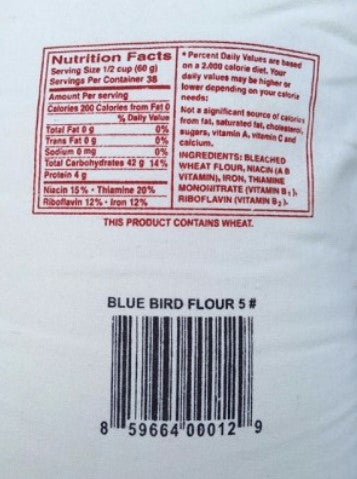 Nutrition Facts
Serving Size 1/2 cup (60 g)
Servings Per Container 38
Amount Per serving
Calories 200 Calories from Fat 0
% Daily Value
Total Fat 0 g 0%
Trans Fat 0 g 0%
Sodium 0 mg 0%
Total Carbohydrates 42 g 14%
Protein 4 g
Niacin 15% • Thiamine 20%
Riboflavin 12% • Iron 12%
* Percent Daily Values are based
on a 2,000 calorie diet. Your
daily values may be higher or
lower depending on your calorie
needs:
Not a significant source of calories
from fat, saturated fat, cholesterol,
sugars, vitamin A, vitamin C and
calcium.
INGREDIENTS: BLEACHED
WHEAT FLOUR, NIACIN (A B
VITAMIN), IRON, THIAMINE
MONONITRATE (VITAMIN B1),
RIBOFLAVIN (VITAMIN B2).
THIS PRODUCT CONTAINS WHEAT.
BLUE BIRD FLOUR 5 #
8 59664 00012 9